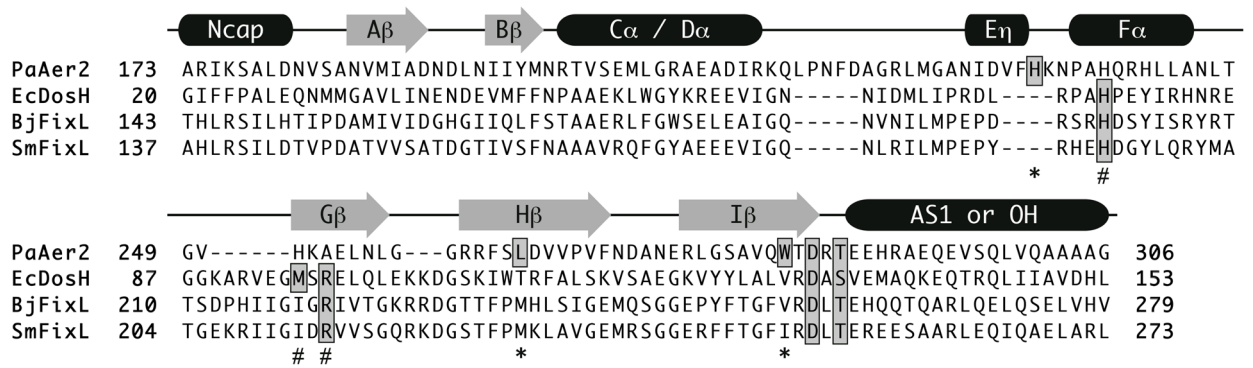 Ncap Aβ Bβ Cα / Dα Eη Fα
PaAer2 173 ARIKSALDNVSANVMIADNDLNIIYMNRTVSEMLGRAEADIRKQLPNFDAGRLMGANIDVFHKNPAHQRHLLANLT
EcDosH 20 GIFFPALEQNMMGAVLINENDEVMFFNPAAEKLWGYKREEVIGN-----NIDMLIPRDL----RPAHPEYIRHNRE
BjFixL 143 THLRSILHTIPDAMIVIDGHGIIQLFSTAAERLFGWSELEAIGQ-----NVNILMPEPD----RSRHDSYISRYRT
SmFixL 137 AHLRSILDTVPDATVVSATDGTIVSFNAAAVRQFGYAEEEVIGQ-----NLRILMPEPY----RHEHDGYLQRYMA
* #
Gβ Hβ Iβ AS1 or OH
PaAer2 249 GV------HKAELNLG---GRRFSLDVVPVFNDANERLGSAVQWTDRTEEHRAEQEVSQLVQAAAAG 306
EcDosH 87 GGKARVEGMSRELQLEKKDGSKIWTRFALSKVSAEGKVYYLALVRDASVEMAQKEQTRQLIIAVDHL 153
BjFixL 210 TSDPHIIGIGRIVTGKRRDGTTFPMHLSIGEMQSGGEPYFTGFVRDLTEHQQTQARLQELQSELVHV 279
SmFixL 204 TGEKRIIGIDRVVSGQRKDGSTFPMKLAVGEMRSGGERFFTGFIRDLTEREESAARLEQIQAELARL 273
# # * *